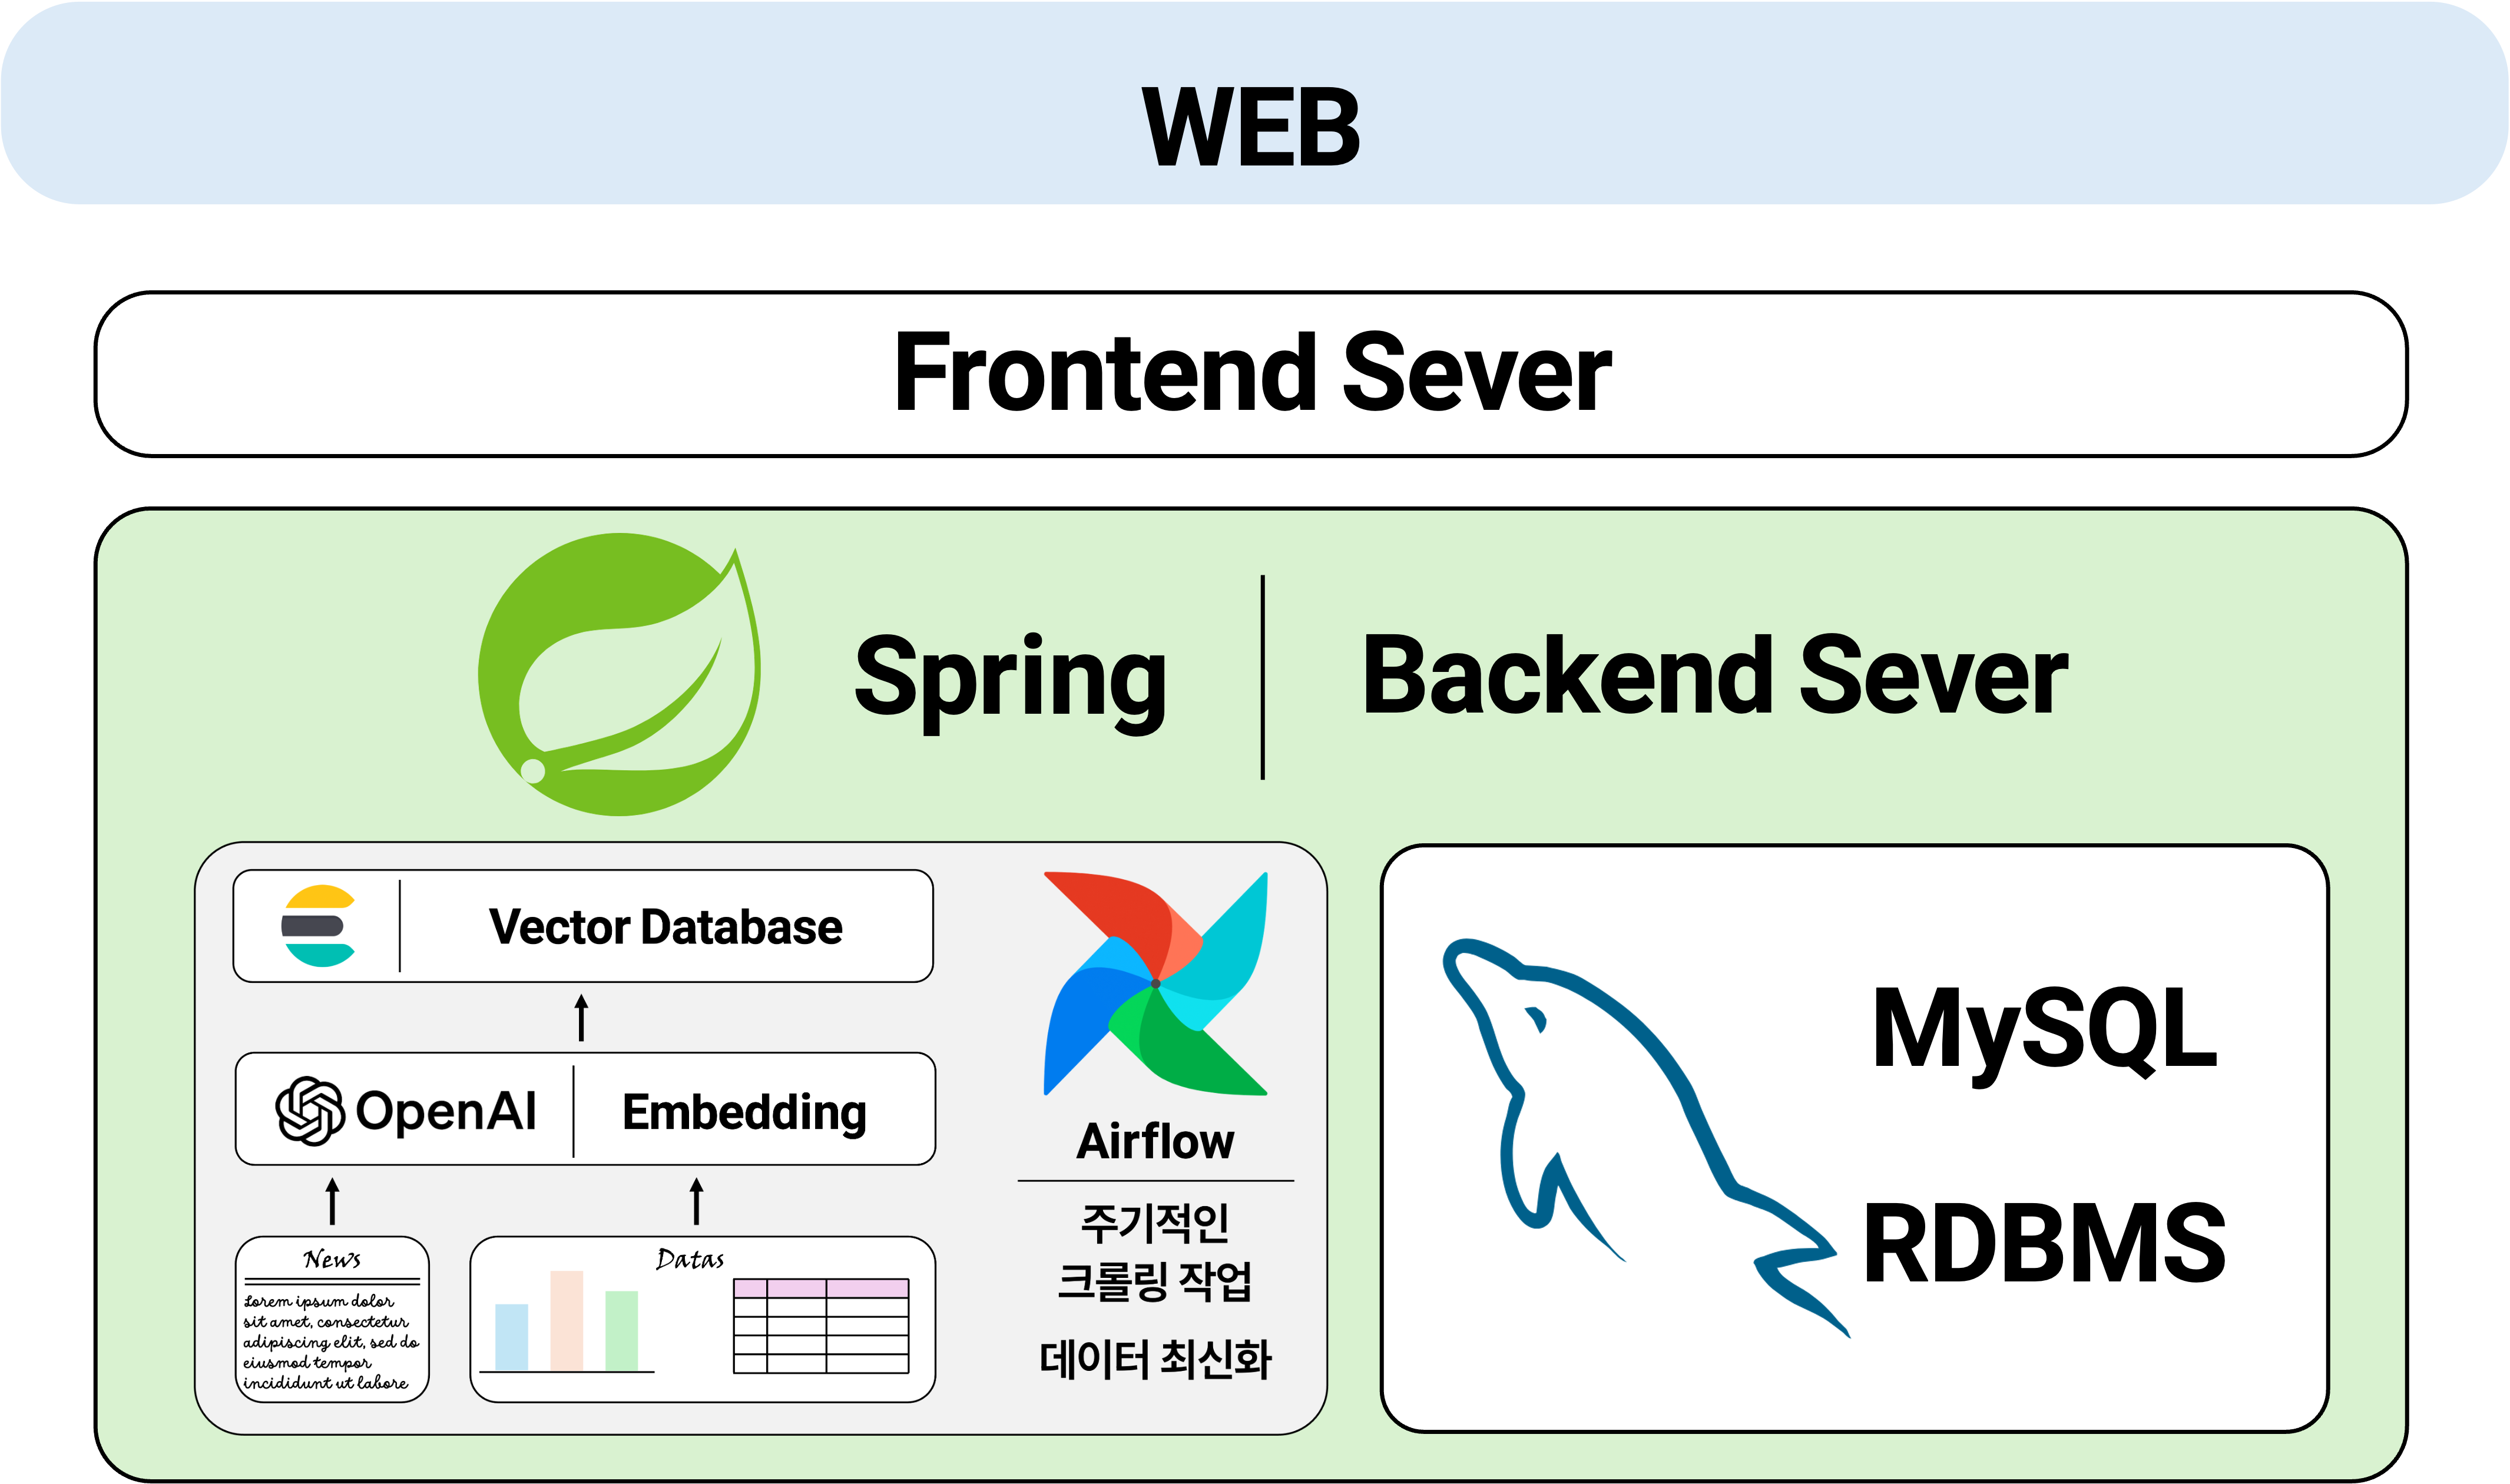 WEB
Frontend Sever
Spring
Backend Sever
Vector Database
OpenAI
Embedding
News
Lorem ipsum dolor
sit amet, consectetur
adipiscing elit, sed do
eiusmod tempor
incididunt ut labore
Datas
Airflow
주기적인
크롤링 작업
데이터 최신화
MySQL
RDBMS